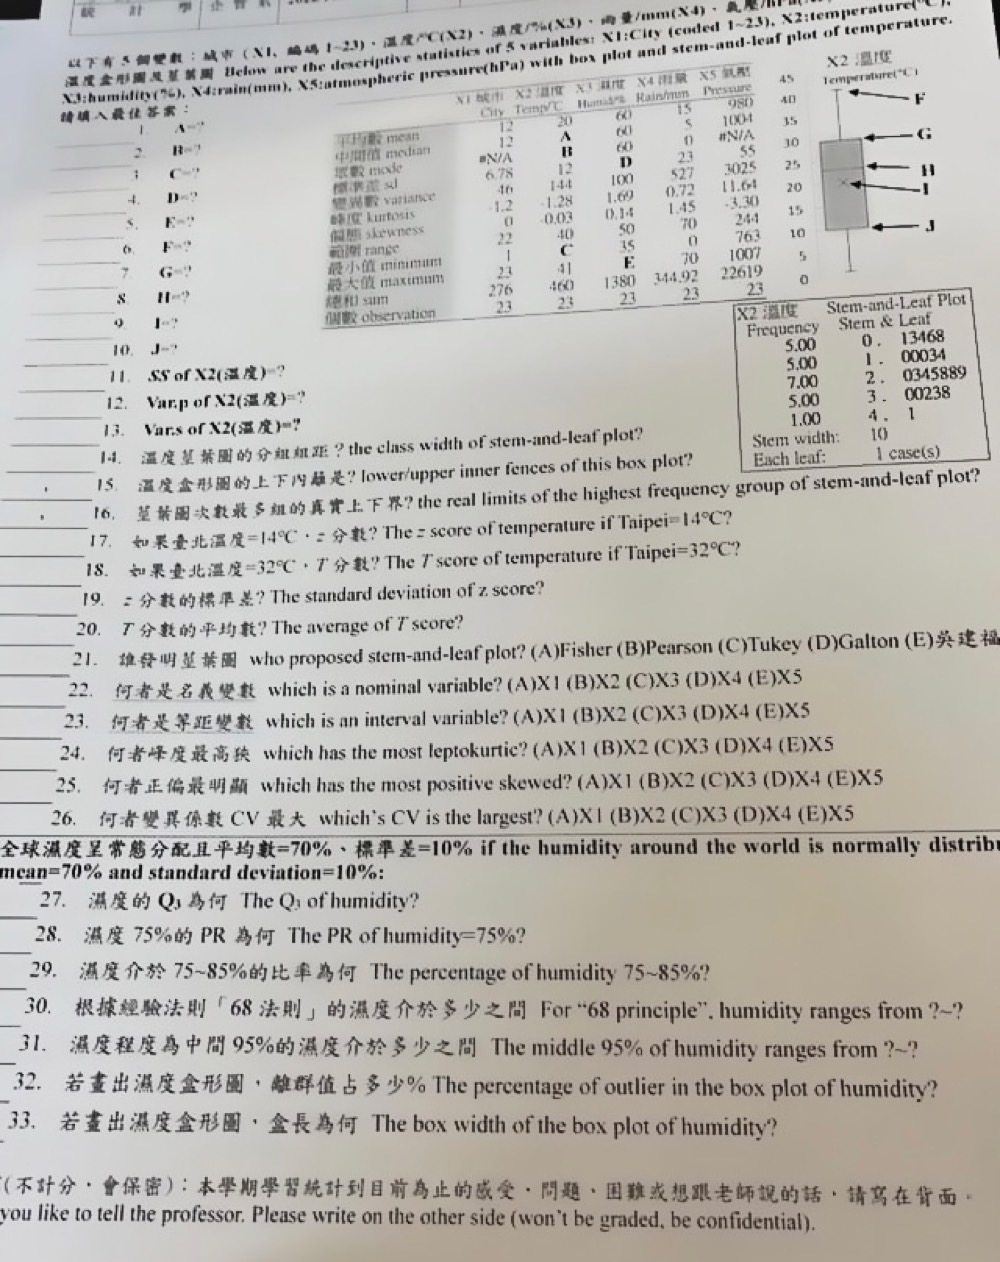 統 計 學 企 管 系
以下有 5 個變數：城市（X1、編碼 1~23）、溫度/°C(X2)、濕度/%(X3)、雨量/mm(X4)、氣壓/hPa
溫度盒形圖及莖葉圖 Below are the descriptive statistics of 5 variables: X1:City (coded 1~23), X2:temperature(°C),
X3:humidity(%), X4:rain(mm), X5:atmospheric pressure(hPa) with box plot and stem-and-leaf plot of temperature.
請填入最佳答案：
1 A=?
2. B=?
3 C=?
4. D=?
5. E=?
6. F=?
7 G=?
8. H=?
9. I=?
10. J=?
X1 城市 X2 溫度 X3 濕度 X4 雨量 X5 氣壓
City Temp/°C Huma/% Rain/mm Pressure
平均數 mean 12 20 60 15 980
中間值 median 12 A 60 5 1004
眾數 mode #N/A B 60 0 #N/A
標準差 sd 6.78 12 D 23 55
變異數 variance 46 144 100 527 3025
峰度 kurtosis -1.2 -1.28 1.69 0.72 11.64
偏態 skewness 0 -0.03 0.14 1.45 -3.30
範圍 range 22 40 50 70 244
最小值 minimum 1 C 35 0 763
最大值 maximum 23 41 E 70 1007
總和 sum 276 460 1380 344.92 22619
個數 observation 23 23 23 23 23
X2 溫度
Temperature(°C)
45
40
35
30
25
20
15
10
5
0
F
G
H
I
J
X2 溫度 Stem-and-Leaf Plot
Frequency Stem & Leaf
5.00 0. 13468
5.00 1. 00034
7.00 2. 0345889
5.00 3. 00238
1.00 4. 1
Stem width: 10
Each leaf: 1 case(s)
11. SS of X2(溫度)=?
12. Var.p of X2(溫度)=?
13. Var.s of X2(溫度)=?
14. 溫度莖葉圖的分組組距？the class width of stem-and-leaf plot?
15. 溫度盒形圖的上下內離是? lower/upper inner fences of this box plot?
16. 莖葉圖次數最多組的真實上下界? the real limits of the highest frequency group of stem-and-leaf plot?
17. 如果臺北溫度=14°C，z 分數? The z score of temperature if Taipei=14°C?
18. 如果臺北溫度=32°C，T 分數? The T score of temperature if Taipei=32°C?
19. z 分數的標準差? The standard deviation of z score?
20. T 分數的平均數? The average of T score?
21. 誰發明莖葉圖 who proposed stem-and-leaf plot? (A)Fisher (B)Pearson (C)Tukey (D)Galton (E)吳建福
22. 何者是名義變數 which is a nominal variable? (A)X1 (B)X2 (C)X3 (D)X4 (E)X5
23. 何者是等距變數 which is an interval variable? (A)X1 (B)X2 (C)X3 (D)X4 (E)X5
24. 何者峰度最高狹 which has the most leptokurtic? (A)X1 (B)X2 (C)X3 (D)X4 (E)X5
25. 何者正偏最明顯 which has the most positive skewed? (A)X1 (B)X2 (C)X3 (D)X4 (E)X5
26. 何者變異係數 CV 最大 which's CV is the largest? (A)X1 (B)X2 (C)X3 (D)X4 (E)X5
全球濕度呈常態分配且平均數=70%、標準差=10% if the humidity around the world is normally distribu
mean=70% and standard deviation=10%:
27. 濕度的 Q₃ 為何 The Q₃ of humidity?
28. 濕度 75%的 PR 為何 The PR of humidity=75%?
29. 濕度介於 75~85%的比率為何 The percentage of humidity 75~85%?
30. 根據經驗法則「68 法則」的濕度介於多少之間 For “68 principle”, humidity ranges from ?~?
31. 濕度程度為中間 95%的濕度介於多少之間 The middle 95% of humidity ranges from ?~?
32. 若畫出濕度盒形圖，離群值占多少% The percentage of outlier in the box plot of humidity?
33. 若畫出濕度盒形圖，盒長為何 The box width of the box plot of humidity?
(不計分，會保密)：本學期學習統計到目前為止的感受、問題、困難或想跟老師說的話，請寫在背面。
you like to tell the professor. Please write on the other side (won't be graded, be confidential).